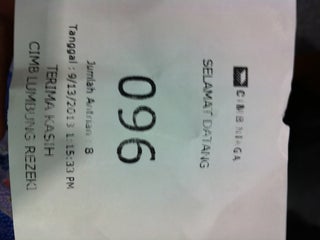 CIMB NIAGA
SELAMAT DATANG
096
Jumlah Antrian : 8
Tanggal : 9/13/2013 1:15:33 PM
TERIMA KASIH
CIMB LUMBUNG REZEKI